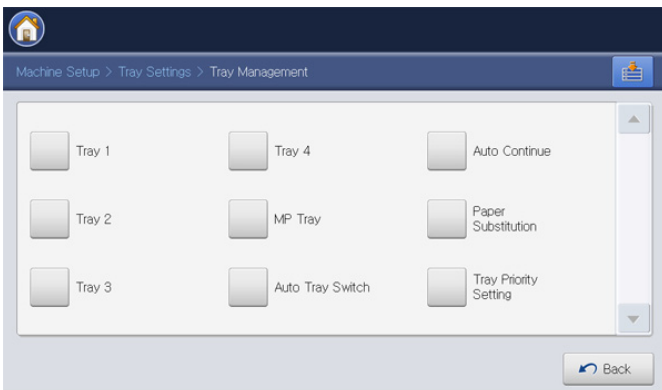 Machine Setup > Tray Settings > Tray Management
Tray 1
Tray 4
Auto Continue
Tray 2
MP Tray
Paper
Substitution
Tray 3
Auto Tray Switch
Tray Priority
Setting
Back